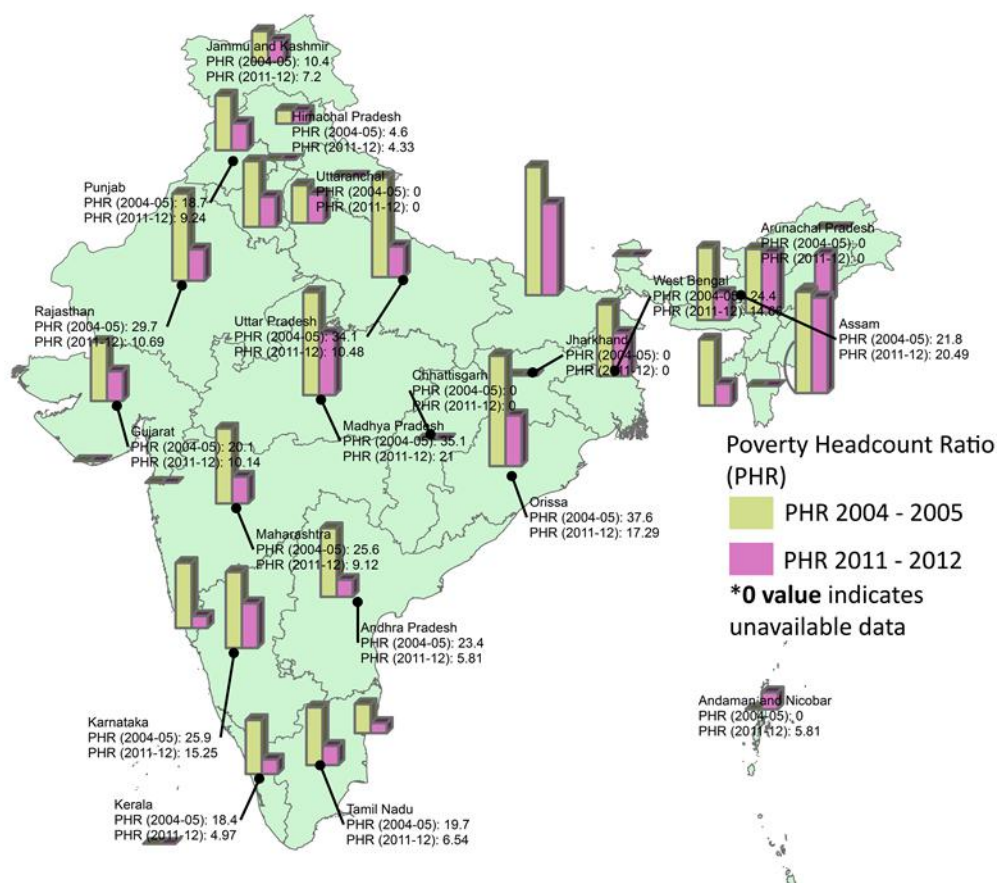 Jammu and Kashmir
PHR (2004-05): 10.4
PHR (2011-12): 7.2
Himachal Pradesh
PHR (2004-05): 4.6
PHR (2011-12): 4.33
Punjab
PHR (2004-05): 18.7
PHR (2011-12): 9.24
Uttaranchal
PHR (2004-05): 0
PHR (2011-12): 0
Arunachal Pradesh
PHR (2004-05): 0
PHR (2011-12): 0
West Bengal
PHR (2004-05): 24.4
PHR (2011-12): 14.66
Rajasthan
PHR (2004-05): 29.7
PHR (2011-12): 10.69
Uttar Pradesh
PHR (2004-05): 34.1
PHR (2011-12): 10.48
Assam
PHR (2004-05): 21.8
PHR (2011-12): 20.49
Jharkhand
PHR (2004-05): 0
PHR (2011-12): 0
Chhattisgarh
PHR (2004-05): 0
PHR (2011-12): 0
Gujarat
PHR (2004-05): 20.1
PHR (2011-12): 10.14
Madhya Pradesh
PHR (2004-05): 35.1
PHR (2011-12): 21
Orissa
PHR (2004-05): 37.6
PHR (2011-12): 17.29
Maharashtra
PHR (2004-05): 25.6
PHR (2011-12): 9.12
Andhra Pradesh
PHR (2004-05): 23.4
PHR (2011-12): 5.81
Karnataka
PHR (2004-05): 25.9
PHR (2011-12): 15.25
Kerala
PHR (2004-05): 18.4
PHR (2011-12): 4.97
Tamil Nadu
PHR (2004-05): 19.7
PHR (2011-12): 6.54
Andaman and Nicobar
PHR (2004-05): 0
PHR (2011-12): 5.81
Poverty Headcount Ratio
(PHR)
PHR 2004 - 2005
PHR 2011 - 2012
*0 value indicates
unavailable data